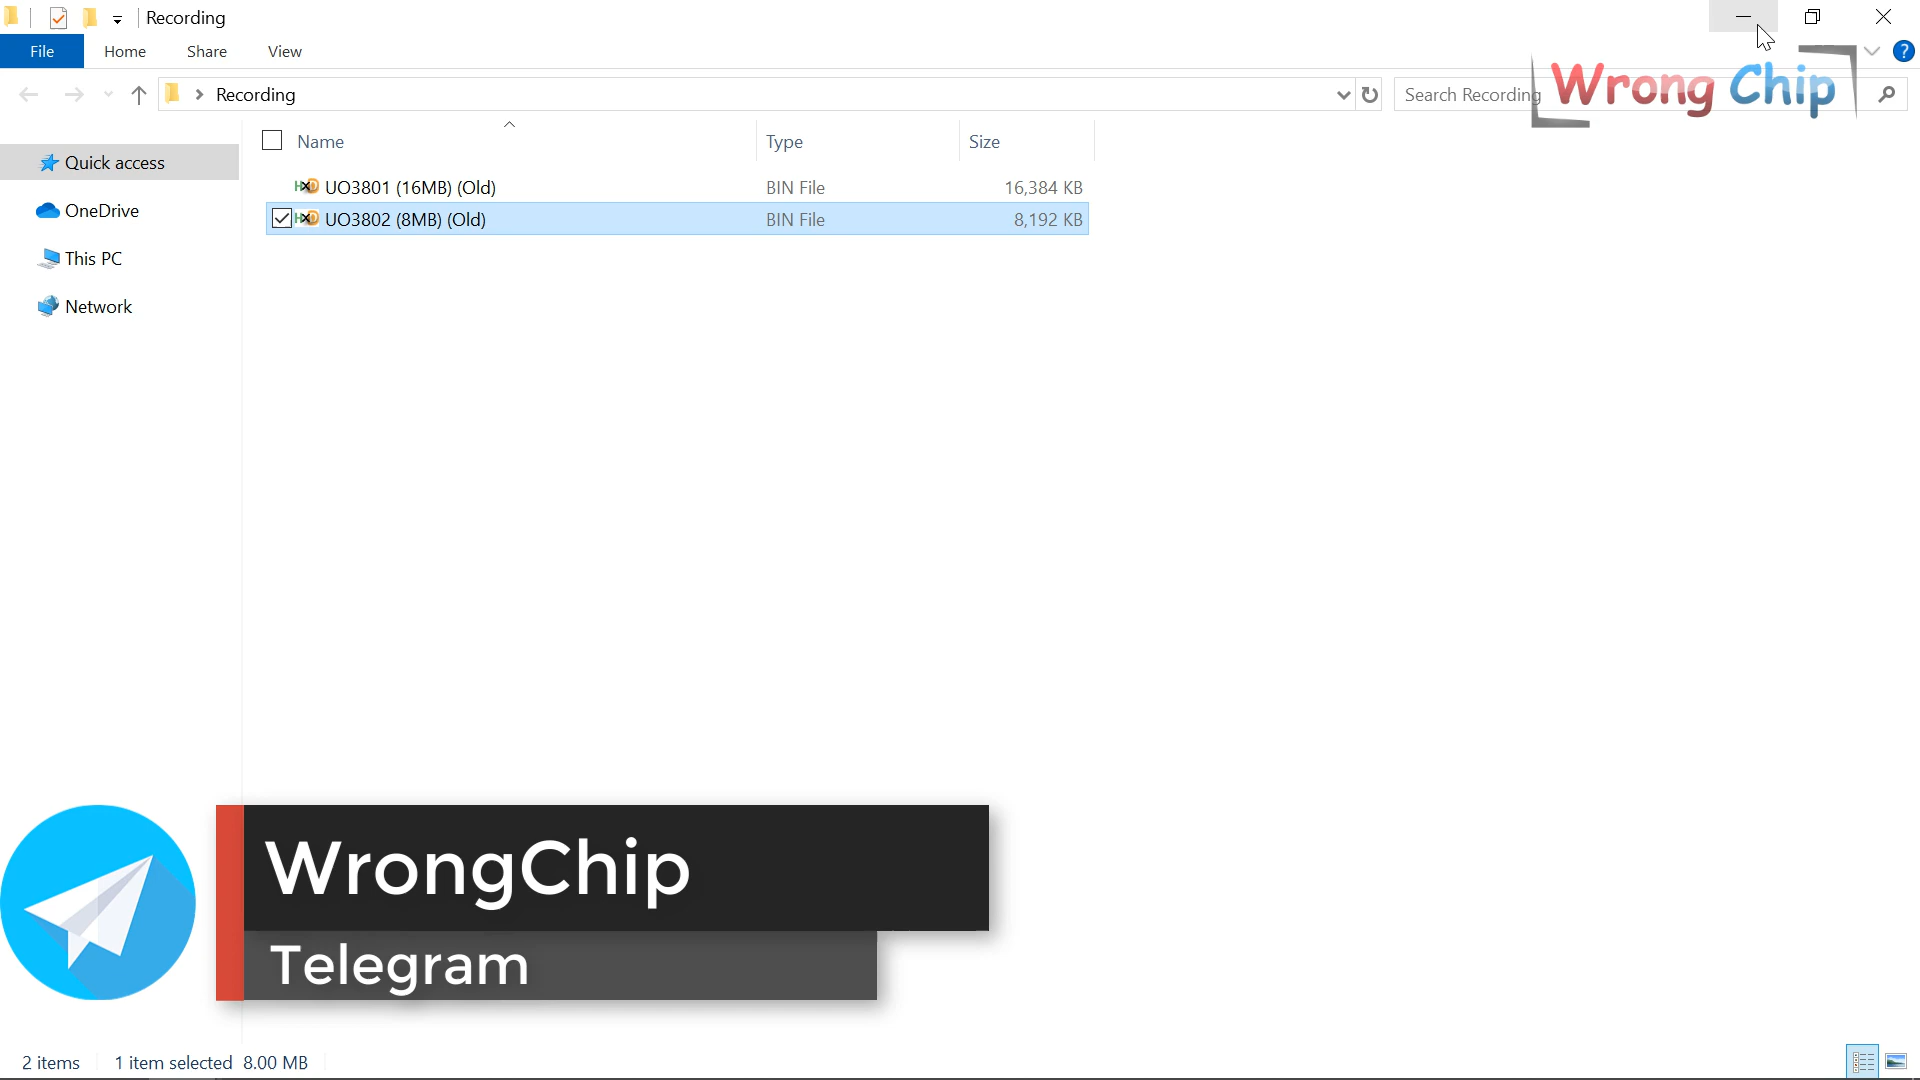 Recording
File Home Share View ?
Recording
Search Recording
Wrong Chip
Name Type Size
UO3801 (16MB) (Old) BIN File 16,384 KB
UO3802 (8MB) (Old) BIN File 8,192 KB
Quick access
OneDrive
This PC
Network
WrongChip
Telegram
2 items 1 item selected 8.00 MB